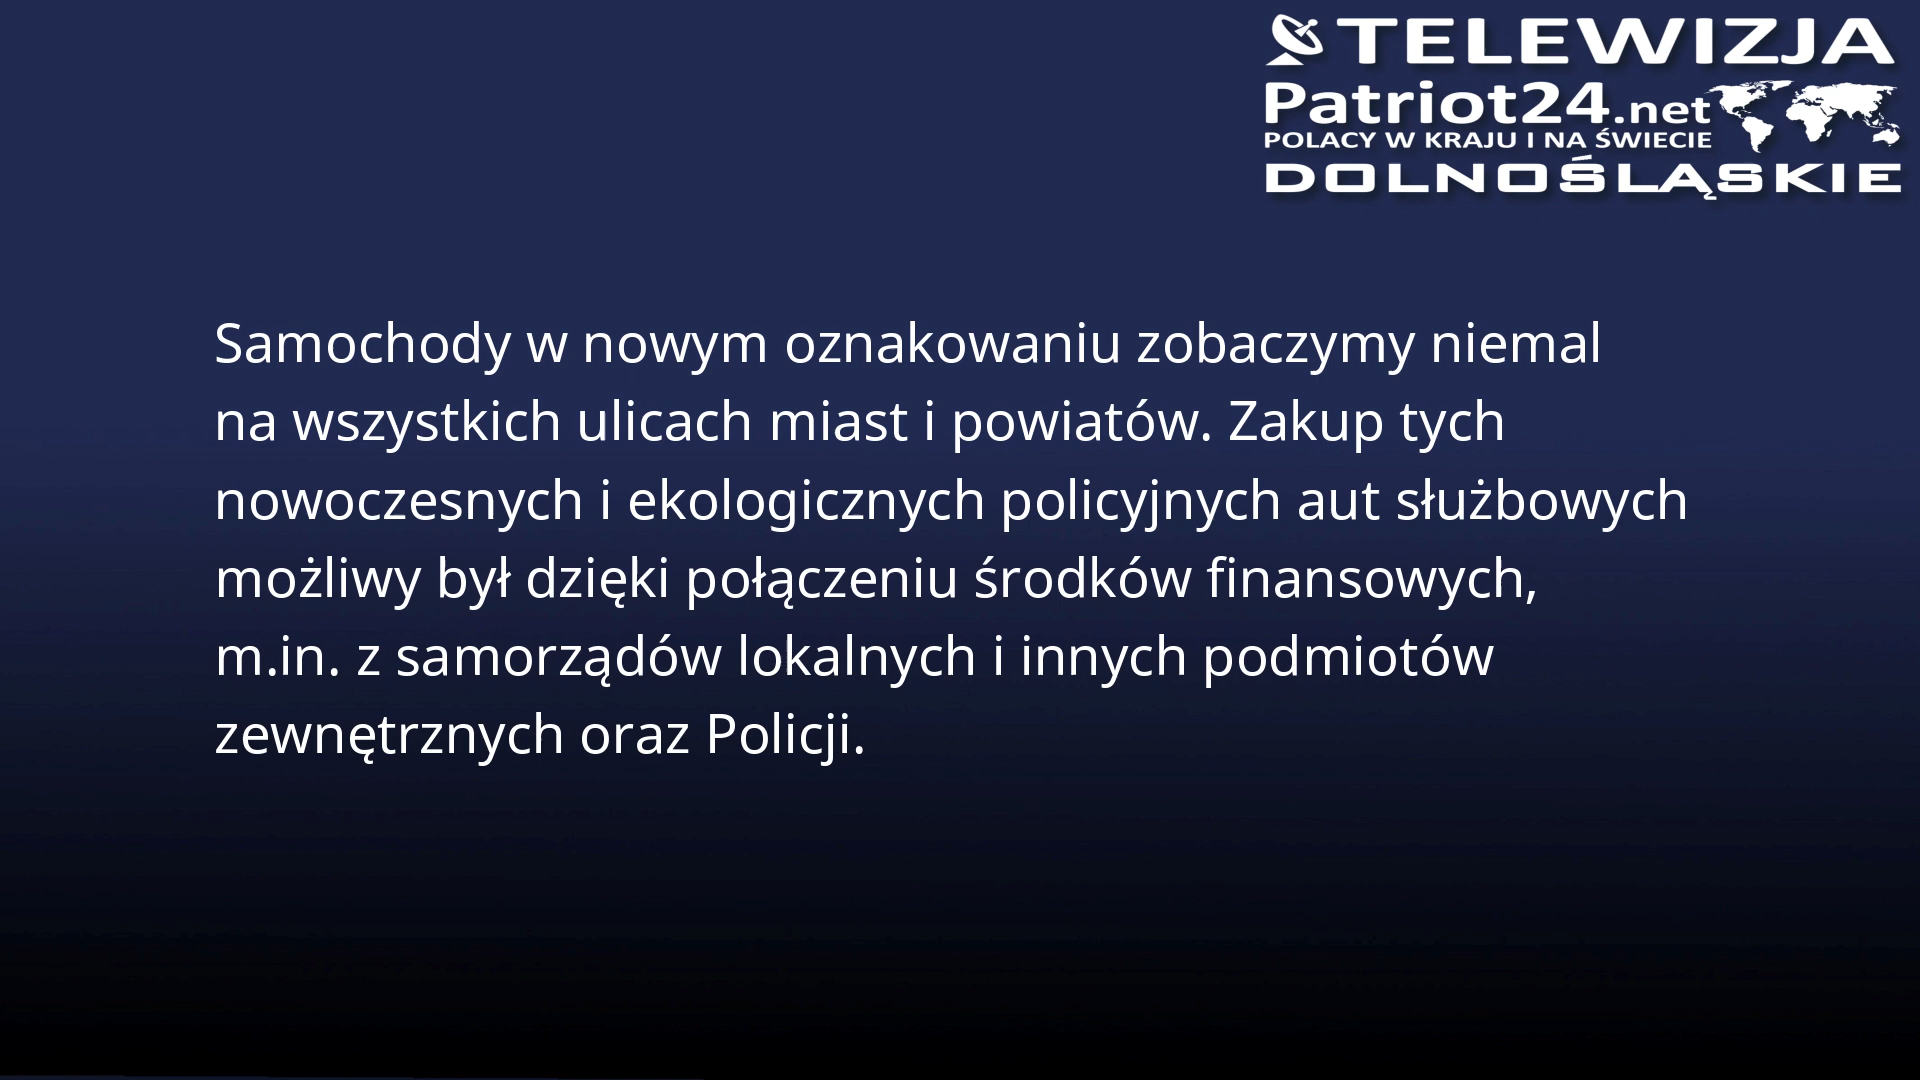 TELEWIZJA
Patriot24.net
POLACY W KRAJU I NA ŚWIECIE
DOLNOŚLĄSKIE
Samochody w nowym oznakowaniu zobaczymy niemal
na wszystkich ulicach miast i powiatów. Zakup tych
nowoczesnych i ekologicznych policyjnych aut służbowych
możliwy był dzięki połączeniu środków finansowych,
m.in. z samorządów lokalnych i innych podmiotów
zewnętrznych oraz Policji.